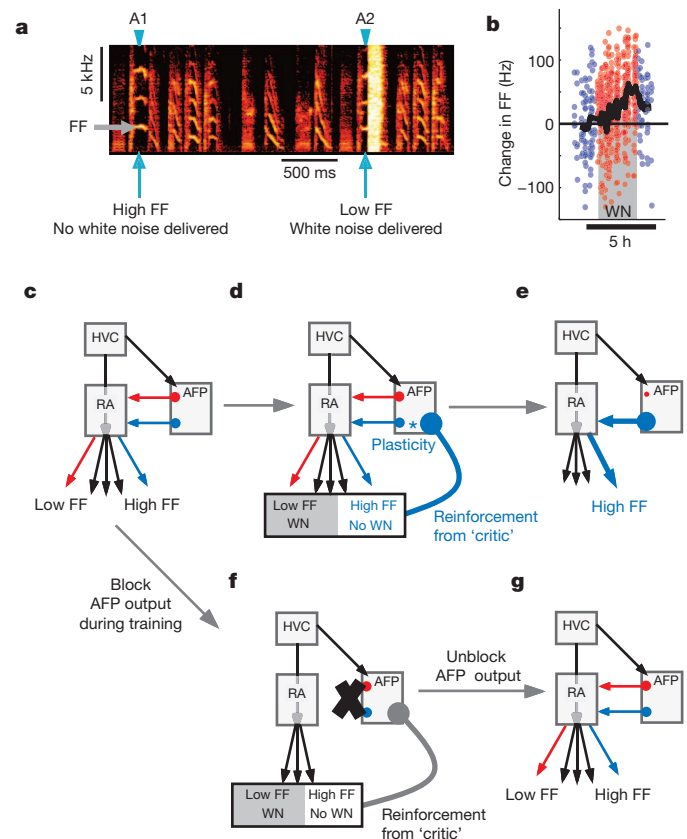 a
A1
A2
5 kHz
FF
500 ms
High FF
No white noise delivered
Low FF
White noise delivered
b
Change in FF (Hz)
100
0
−100
WN
5 h
c
HVC
AFP
RA
Low FF
High FF
d
HVC
AFP
RA
*
Plasticity
Low FF
WN
High FF
No WN
Reinforcement
from ‘critic’
e
HVC
AFP
RA
High FF
Block
AFP output
during training
f
HVC
AFP
RA
Low FF
WN
High FF
No WN
Reinforcement
from ‘critic’
Unblock
AFP output
g
HVC
AFP
RA
Low FF
High FF